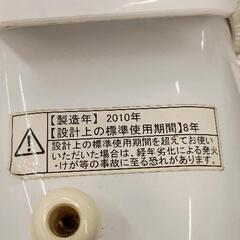 【製造年】2010年
【設計上の標準使用期間】8年
設計上の標準使用期間を超えてお使い
いただいた場合は、経年劣化による発火
・けが等の事故に至る恐れがあります。